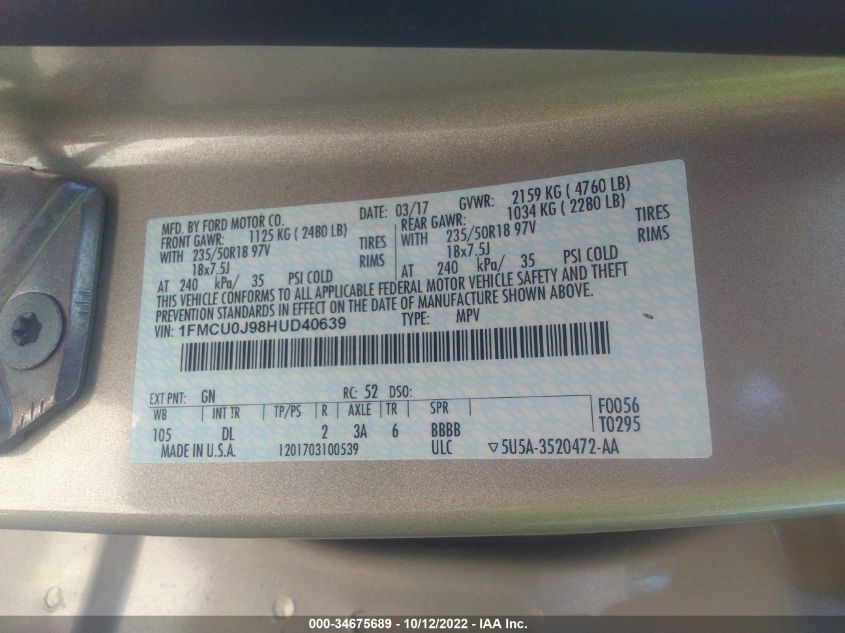 MFD. BY FORD MOTOR CO. DATE: 03/17 GVWR: 2159 KG ( 4760 LB)
FRONT GAWR: 1125 KG ( 2480 LB) REAR GAWR: 1034 KG ( 2280 LB)
WITH 235/50R18 97V TIRES WITH 235/50R18 97V TIRES
18x7.5J RIMS 18x7.5J RIMS
AT 240 kPa/ 35 PSI COLD AT 240 kPa/ 35 PSI COLD
THIS VEHICLE CONFORMS TO ALL APPLICABLE FEDERAL MOTOR VEHICLE SAFETY AND THEFT
PREVENTION STANDARDS IN EFFECT ON THE DATE OF MANUFACTURE SHOWN ABOVE.
VIN: 1FMCU0J98HUD40639 TYPE: MPV
EXT PNT: GN RC: 52 DSO:
WB INT TR TP/PS R AXLE TR SPR F0056
105 DL 2 3A 6 BBBB T0295
MADE IN U.S.A. 1201703100539 ULC ▽5U5A-3520472-AA
000-34675689 - 10/12/2022 - IAA Inc.